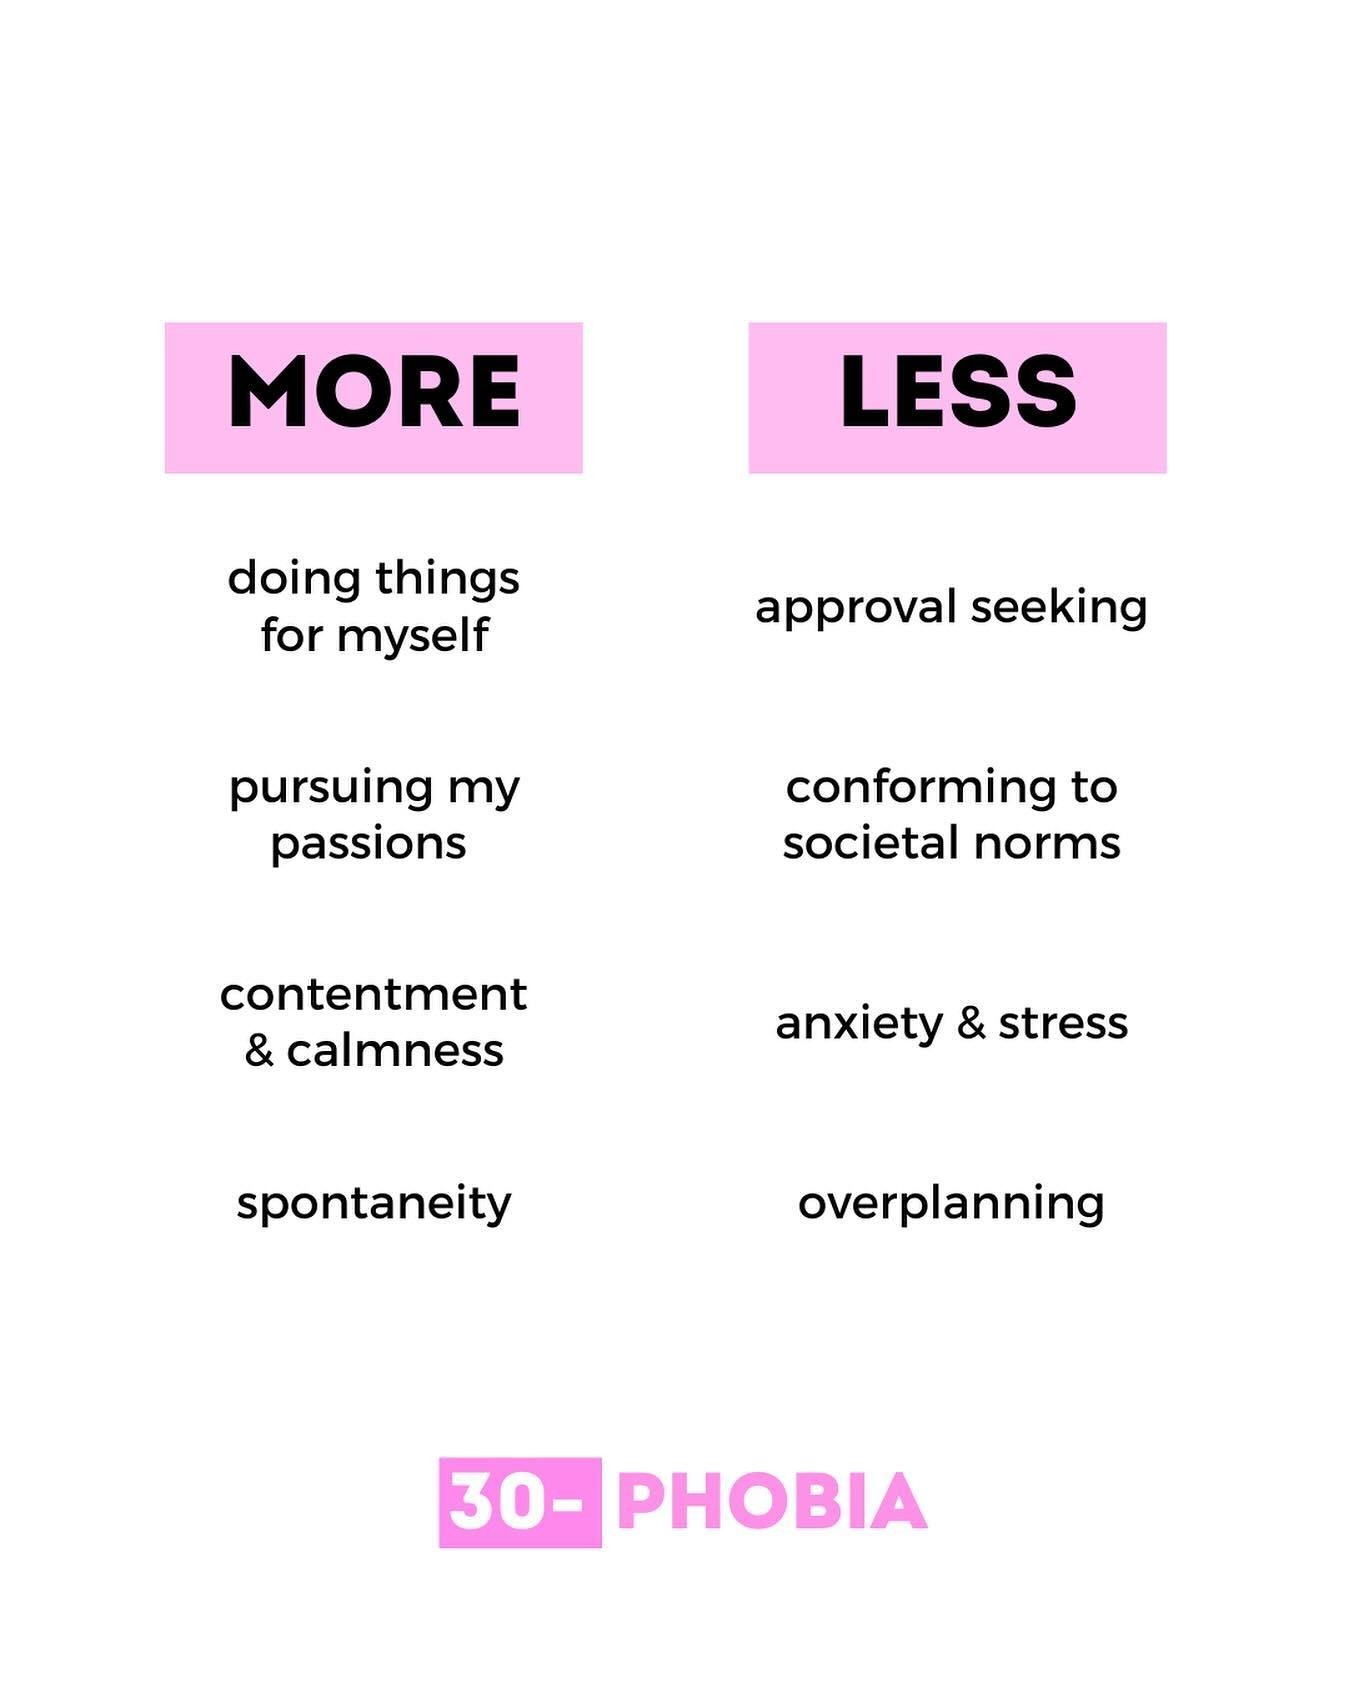 MORE
doing things
for myself
pursuing my
passions
contentment
& calmness
spontaneity
LESS
approval seeking
conforming to
societal norms
anxiety & stress
overplanning
30- PHOBIA